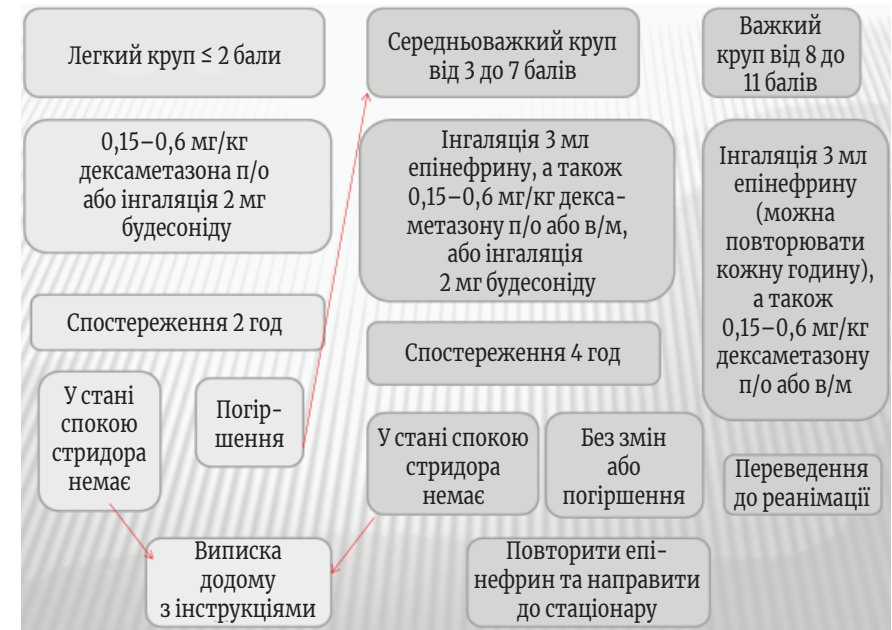 Легкий круп ≤ 2 бали
0,15–0,6 мг/кг
дексаметазона п/о
або інгаляція 2 мг
будесоніду
Спостереження 2 год
У стані
спокою
стридора
немає
Погір-
шення
Середньоважкий круп
від 3 до 7 балів
Інгаляція 3 мл
епінефрину, а також
0,15–0,6 мг/кг декса-
метазону п/о або в/м,
або інгаляція
2 мг будесоніду
Спостереження 4 год
У стані спокою
стридора
немає
Без змін
або
погіршення
Виписка
додому
з інструкціями
Повторити епі-
нефрин та направити
до стаціонару
Важкий
круп від 8 до
11 балів
Інгаляція 3 мл
епінефрину
(можна
повторювати
кожну годину),
а також
0,15–0,6 мг/кг
дексаметазону
п/о або в/м
Переведення
до реанімації